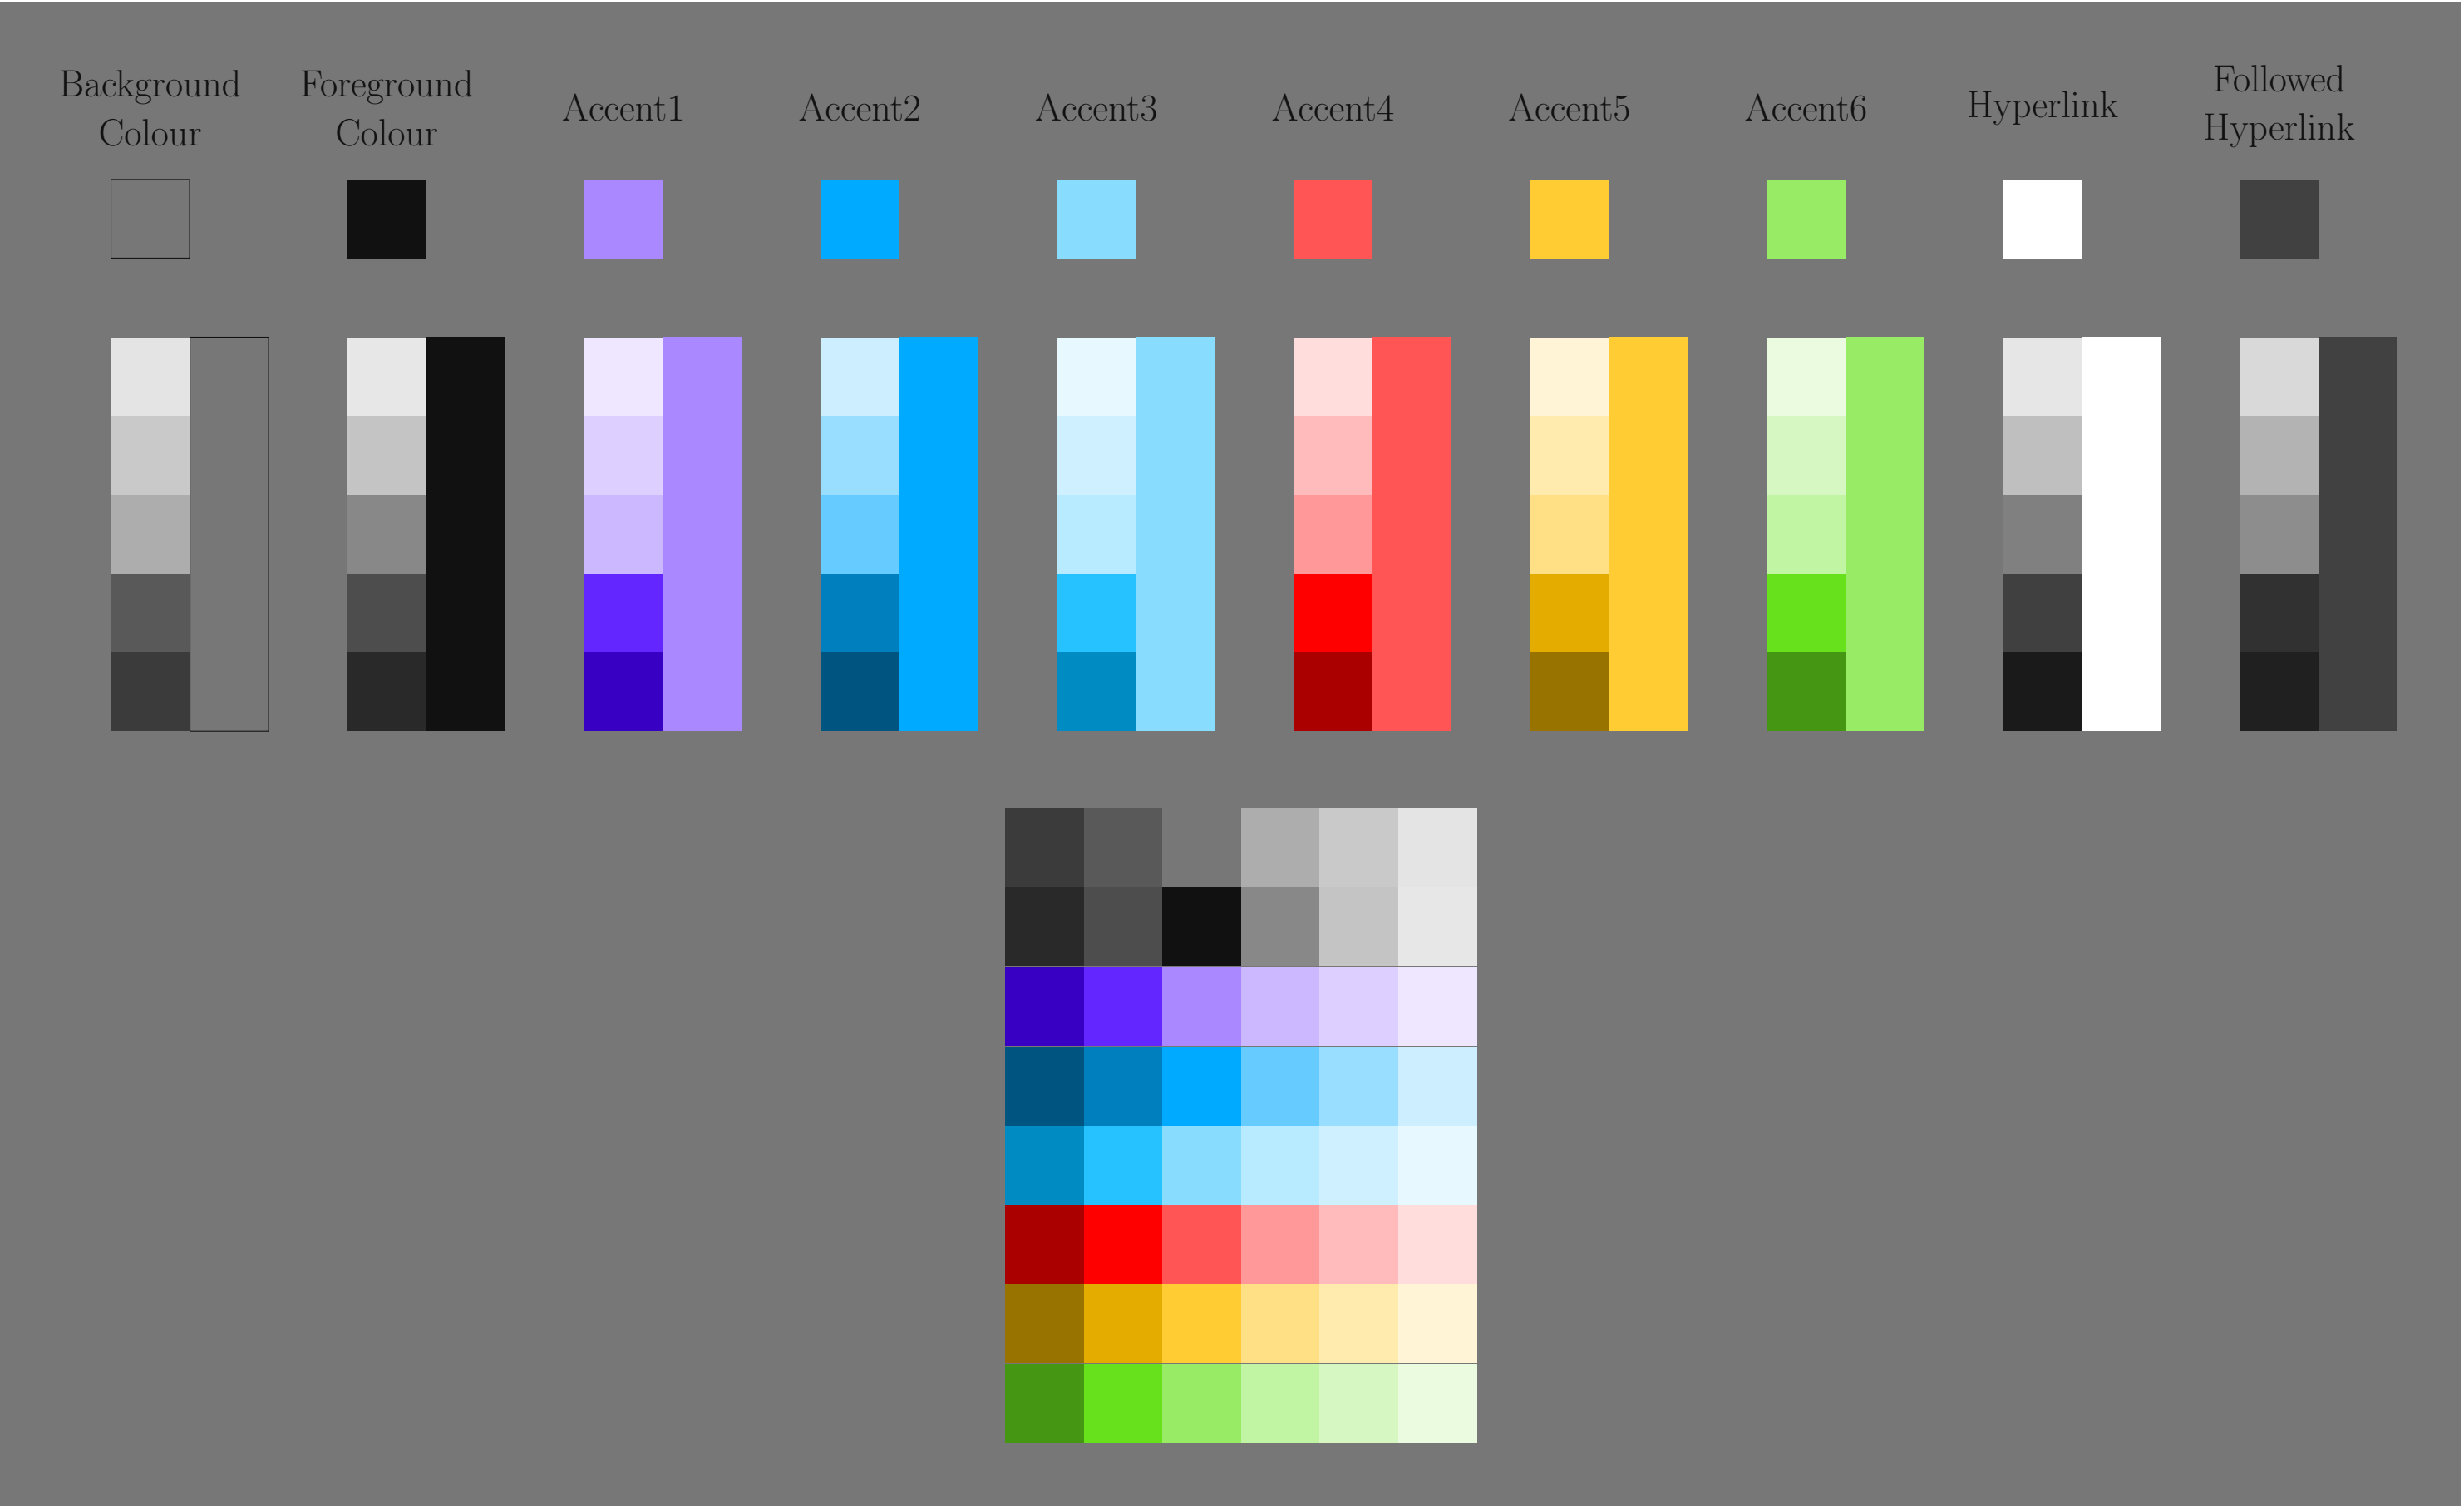 Background
Colour
Foreground
Colour
Accent1
Accent2
Accent3
Accent4
Accent5
Accent6
Hyperlink
Followed
Hyperlink